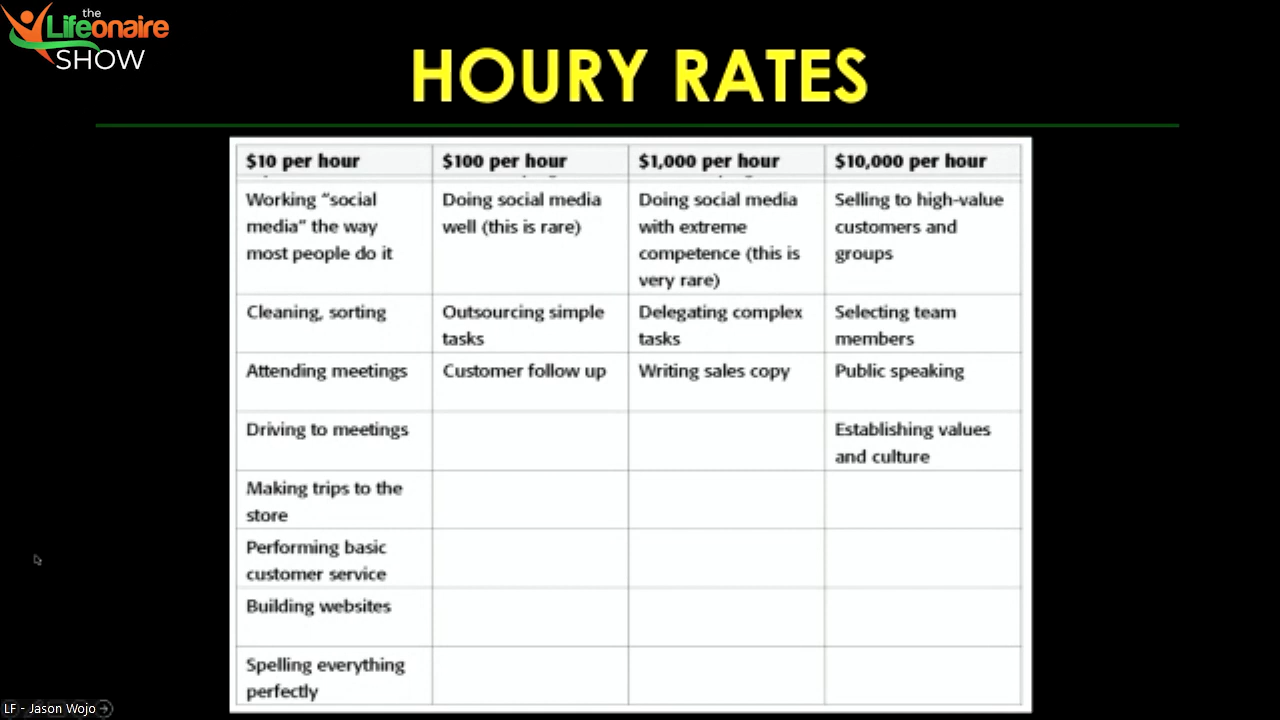 the
Lifeonaire
SHOW
HOURY RATES
$10 per hour
$100 per hour
$1,000 per hour
$10,000 per hour
Working “social
media” the way
most people do it
Doing social media
well (this is rare)
Doing social media
with extreme
competence (this is
very rare)
Selling to high-value
customers and
groups
Cleaning, sorting
Outsourcing simple
tasks
Delegating complex
tasks
Selecting team
members
Attending meetings
Customer follow up
Writing sales copy
Public speaking
Driving to meetings
Establishing values
and culture
Making trips to the
store
Performing basic
customer service
Building websites
Spelling everything
perfectly
LF - Jason Wojo